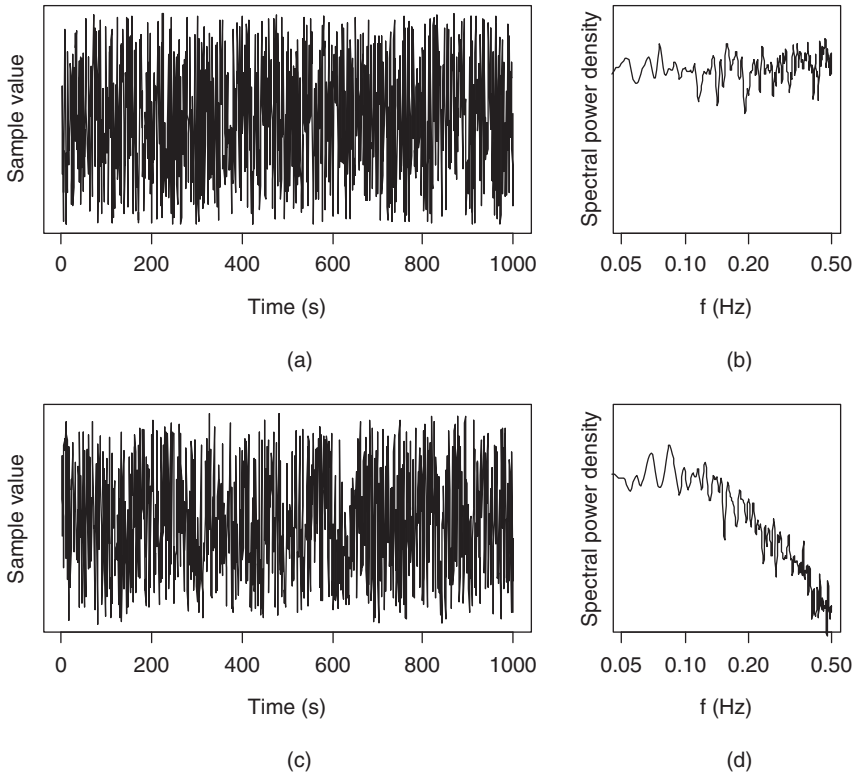 Sample value
0 200 400 600 800 1000
Time (s)
(a)
Spectral power density
0.05 0.10 0.20 0.50
f (Hz)
(b)
Sample value
0 200 400 600 800 1000
Time (s)
(c)
Spectral power density
0.05 0.10 0.20 0.50
f (Hz)
(d)